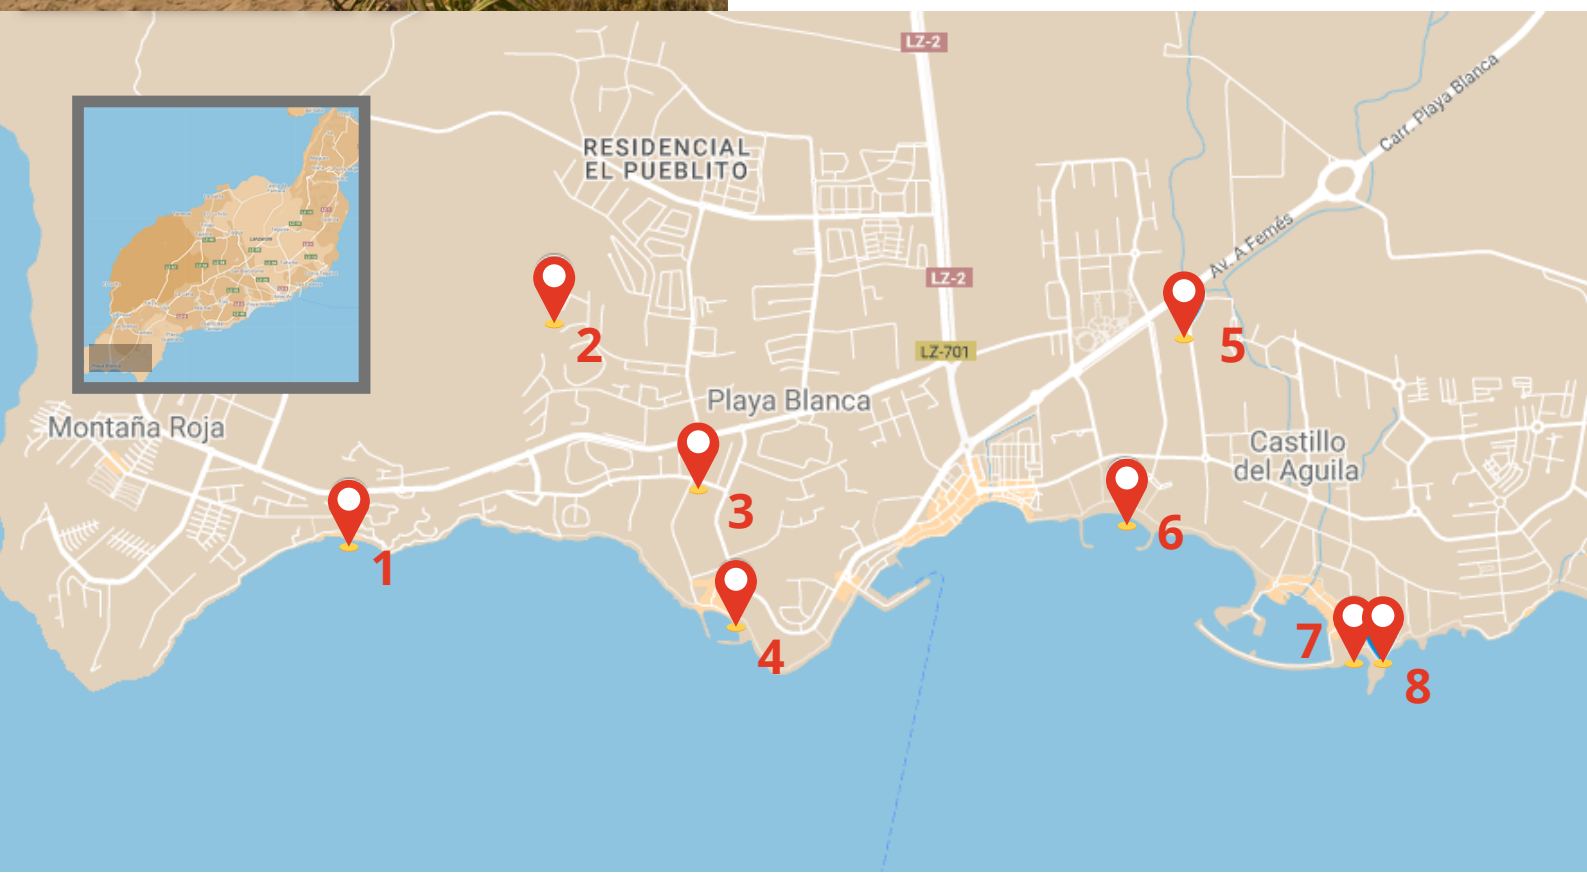 LZ-2
Carr. Playa Blanca
RESIDENCIAL
EL PUEBLITO
Av. A Femés
LZ-2
2
5
LZ-701
Playa Blanca
Montaña Roja
Castillo
del Aguila
3
6
1
7
4
8